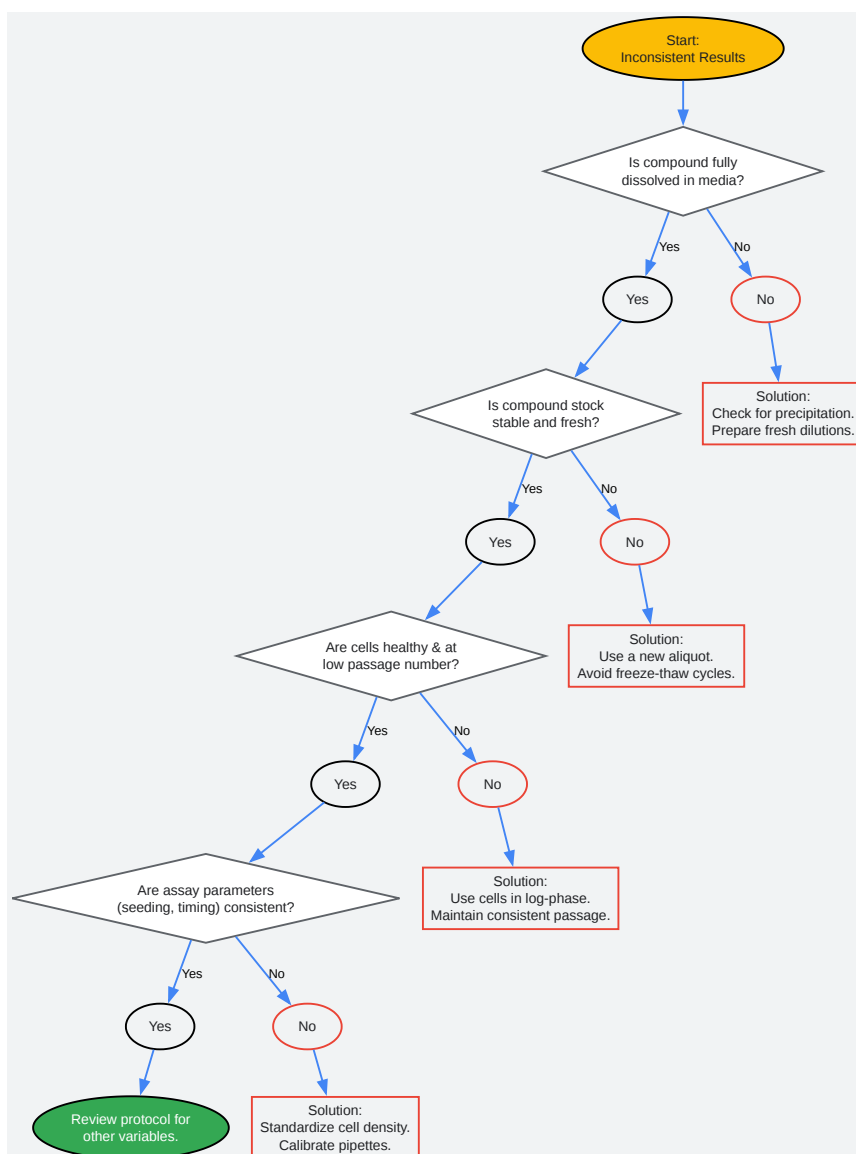 Start:
Inconsistent Results
Is compound fully
dissolved in media?
Yes
No
Yes
No
Solution:
Check for precipitation.
Prepare fresh dilutions.
Is compound stock
stable and fresh?
Yes
No
Yes
No
Solution:
Use a new aliquot.
Avoid freeze-thaw cycles.
Are cells healthy & at
low passage number?
Yes
No
Yes
No
Solution:
Use cells in log-phase.
Maintain consistent passage.
Are assay parameters
(seeding, timing) consistent?
Yes
No
Yes
No
Review protocol for
other variables.
Solution:
Standardize cell density.
Calibrate pipettes.